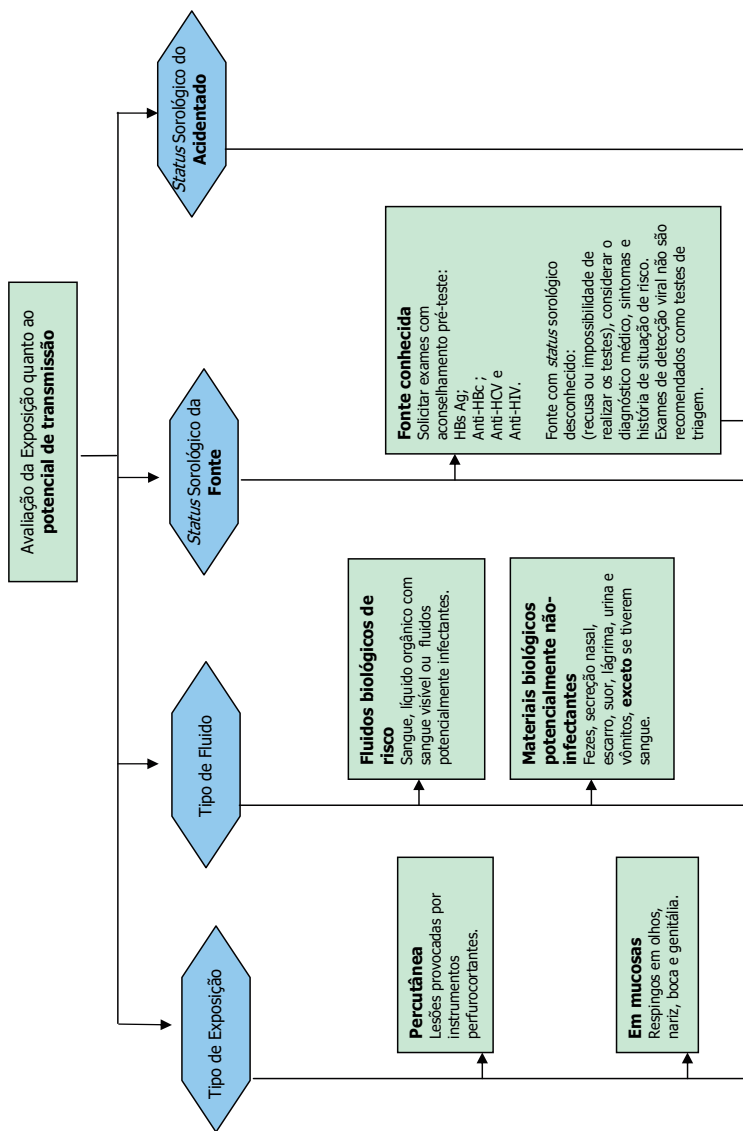 Avaliação da Exposição quanto ao
potencial de transmissão
Tipo de Exposição
Tipo de Fluido
Status Sorológico da
Fonte
Status Sorológico do
Acidentado
Percutânea
Lesões provocadas por
instrumentos
perfurocortantes.
Em mucosas
Respingos em olhos,
nariz, boca e genitália.
Fluidos biológicos de
risco
Sangue, líquido orgânico com
sangue visível ou fluidos
potencialmente infectantes.
Materiais biológicos
potencialmente não-
infectantes
Fezes, secreção nasal,
escarro, suor, lágrima, urina e
vômitos, exceto se tiverem
sangue.
Fonte conhecida
Solicitar exames com
aconselhamento pré-teste:
HBs Ag;
Anti-HBc ;
Anti-HCV e
Anti-HIV.
Fonte com status sorológico
desconhecido:
(recusa ou impossibilidade de
realizar os testes), considerar o
diagnóstico médico, sintomas e
história de situação de risco.
Exames de detecção viral não são
recomendados como testes de
triagem.